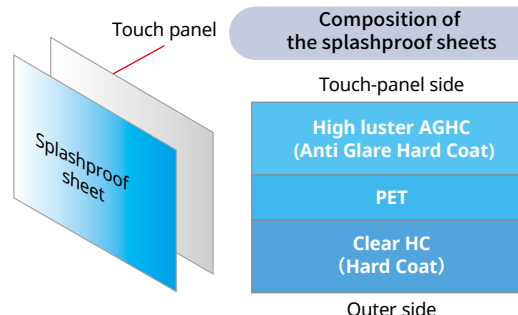 Touch panel
Splashproof
sheet
Composition of
the splashproof sheets
Touch-panel side
High luster AGHC
(Anti Glare Hard Coat)
PET
Clear HC
（Hard Coat）
Outer side